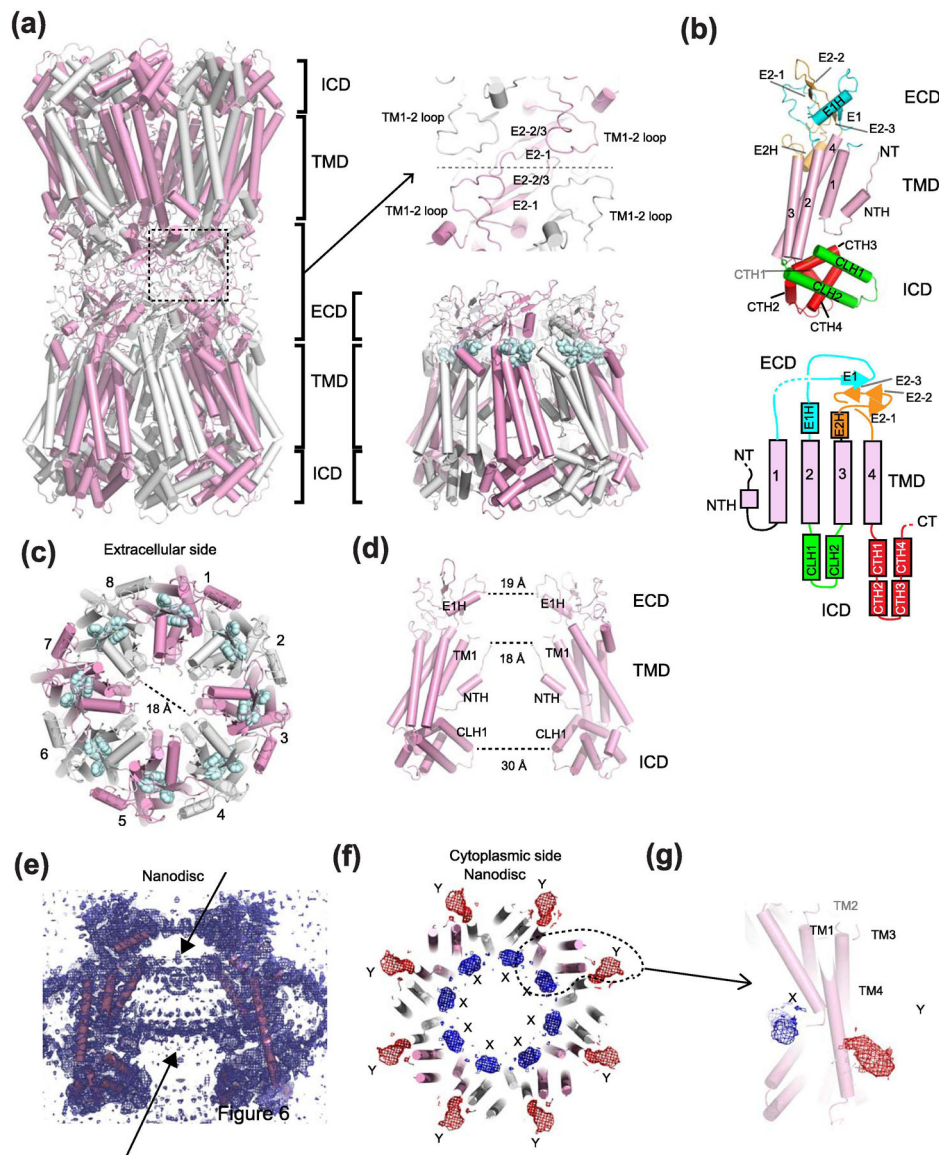 (a)
ICD
TMD
ECD
TMD
ICD
TM1-2 loop
E2-2/3
TM1-2 loop
E2-1
E2-2/3
TM1-2 loop
E2-1
TM1-2 loop
(b)
E2-2
E2-1
ECD
E1H
E1
E2-3
E2H
4
NT
1
TMD
2
3
NTH
CTH3
CTH1
CLH1
CLH2
ICD
CTH2
CTH4
ECD
E1
E2-3
E2-2
E1H
E2H
E2-1
NT
1
2
3
4
TMD
NTH
CT
CLH1
CLH2
CTH1
CTH4
CTH2
CTH3
ICD
(c)
Extracellular side
8
1
7
2
18 Å
6
3
5
4
(d)
19 Å
ECD
E1H
E1H
TM1
TM1
18 Å
TMD
NTH
NTH
CLH1
CLH1
30 Å
ICD
(e)
Nanodisc
Figure 6
(f)
Cytoplasmic side
Nanodisc
Y
Y
X
X
Y
Y
X
X
X
X
Y
Y
X
X
Y
Y
(g)
TM2
TM1
TM3
TM4
X
Y